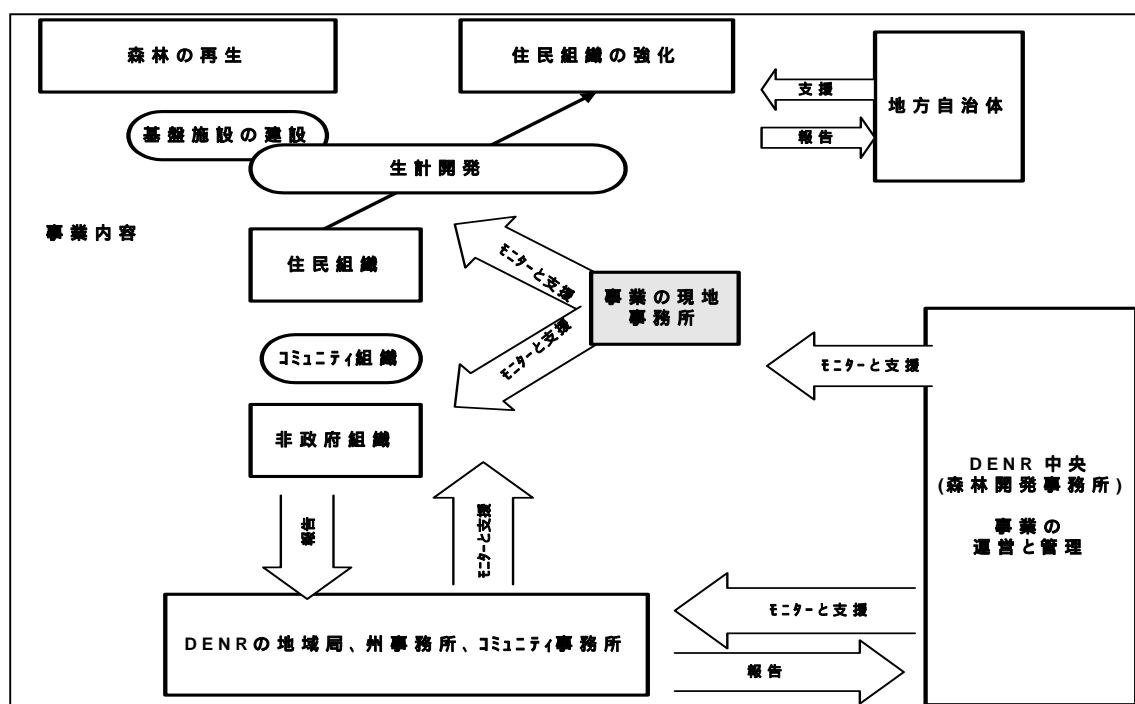 森林の再生
住民組織の強化
支援
地方自治体
報告
基盤施設の建設
生計開発
事業内容
住民組織
モニターと支援
事業の現地
事務所
モニターと支援
コミュニティ組織
モニターと支援
非政府組織
DENR 中央
(森林開発事務所)
事業の
運営と管理
報告
モニターと支援
モニターと支援
DENRの地域局、州事務所、コミュニティ事務所
報告